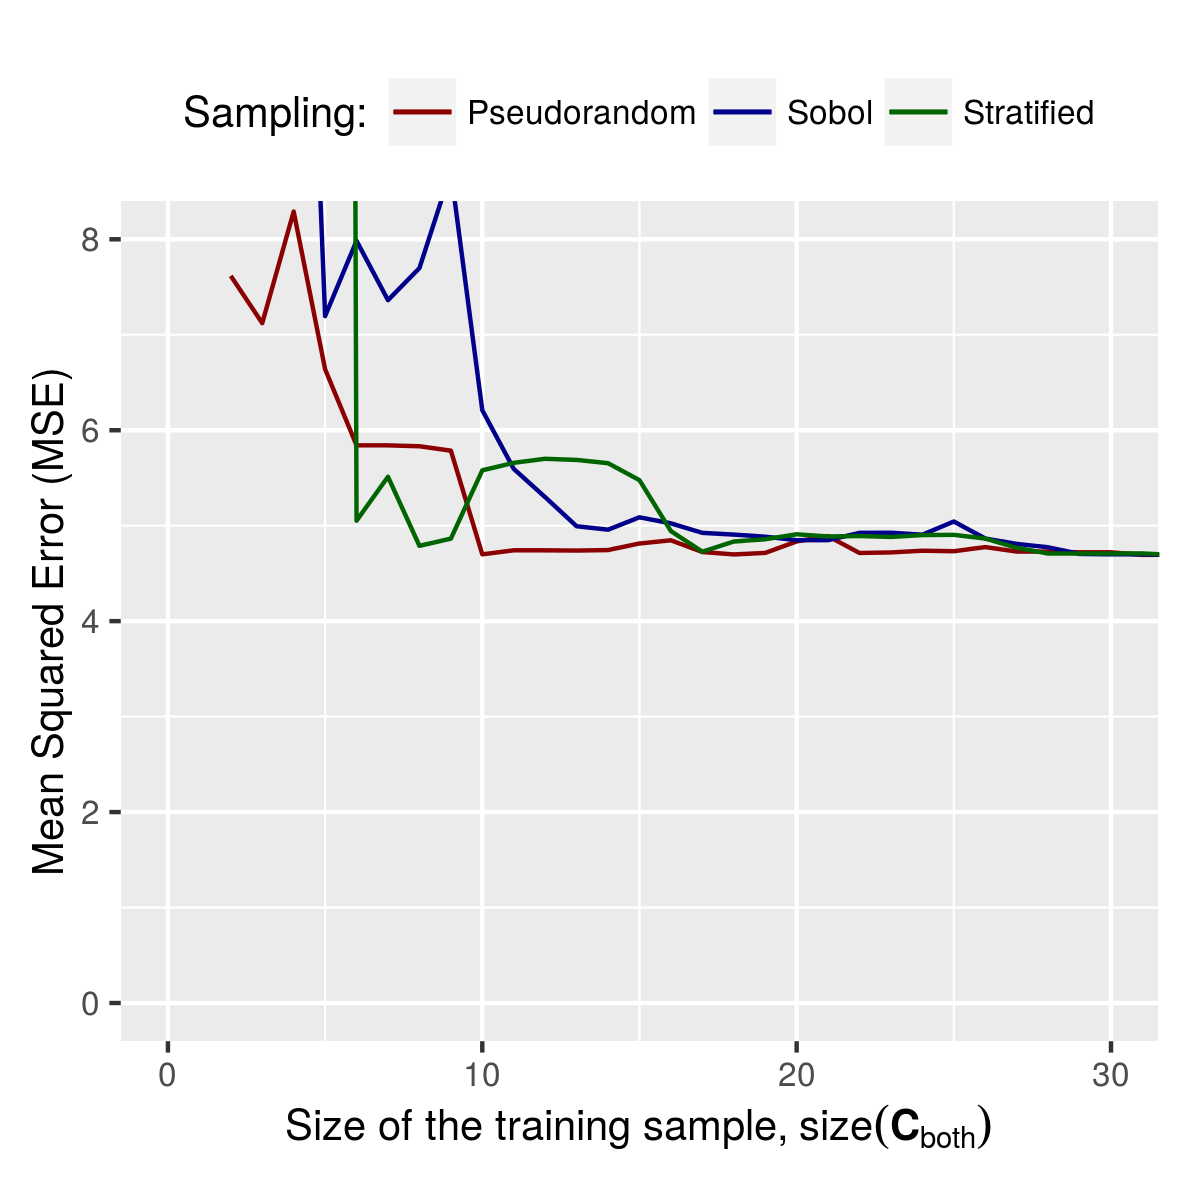 Sampling: Pseudorandom Sobol Stratified
8
6
4
2
0
Mean Squared Error (MSE)
0 10 20 30
Size of the training sample, size(C_both)